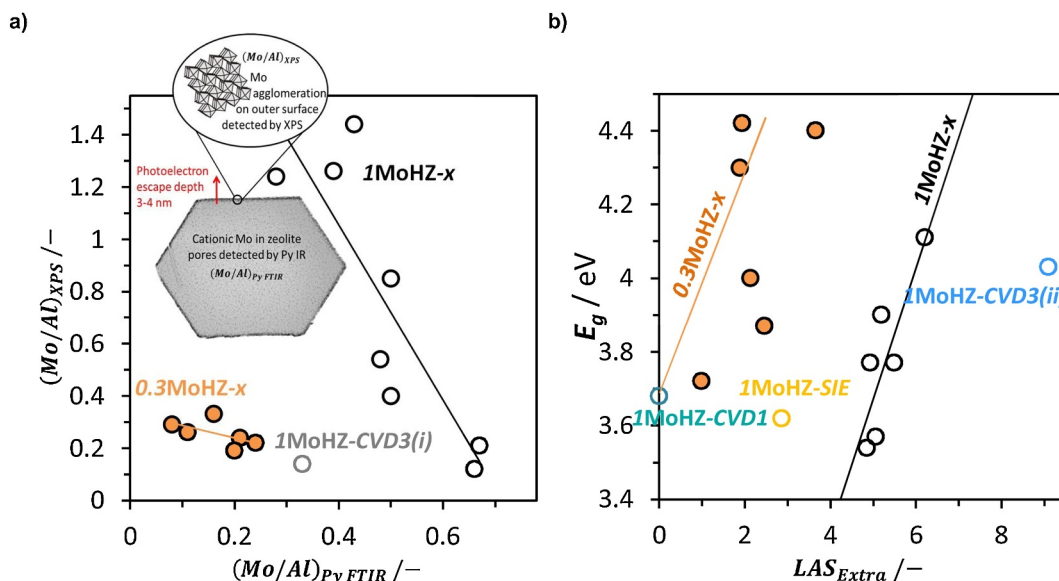 a)
(Mo/Al)XPS
Mo
agglomeration
on outer surface
detected by XPS
1.4
1.2
1
0.8
0.6
0.4
0.2
0
(Mo/Al)XPS /–
Photoelectron
escape depth
3-4 nm
1MoHZ-x
Cationic Mo in zeolite
pores detected by Py IR
(Mo/Al)Py FTIR
0.3MoHZ-x
1MoHZ-CVD3(i)
0
0.2
0.4
0.6
(Mo/Al)Py FTIR /–
b)
4.4
4.2
4
3.8
3.6
3.4
Eg / eV
0.3MoHZ-x
1MoHZ-x
1MoHZ-CVD3(ii)
1MoHZ-SIE
1MoHZ-CVD1
0
2
4
6
8
LASExtra /–